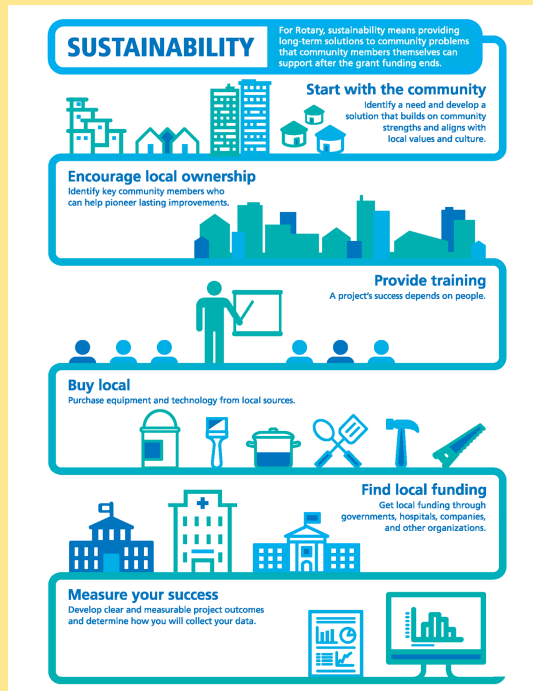 SUSTAINABILITY
For Rotary, sustainability means providing
long-term solutions to community problems
that community members themselves can
support after the grant funding ends.
Start with the community
Identify a need and develop a
solution that builds on community
strengths and aligns with
local values and culture.
Encourage local ownership
Identify key community members who
can help pioneer lasting improvements.
Provide training
A project's success depends on people.
Buy local
Purchase equipment and technology from local sources.
Find local funding
Get local funding through
governments, hospitals, companies,
and other organizations.
Measure your success
Develop clear and measurable project outcomes
and determine how you will collect your data.